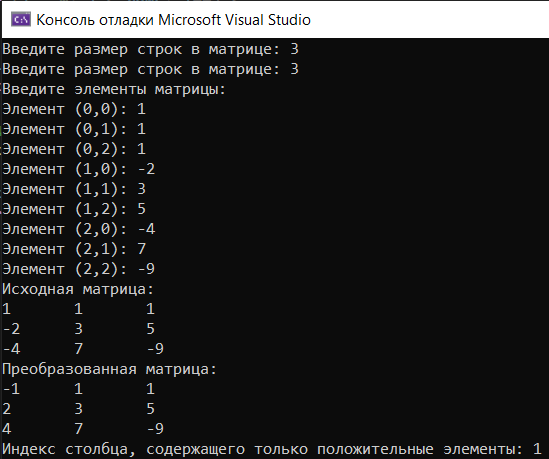 Консоль отладки Microsoft Visual Studio
Введите размер строк в матрице: 3
Введите размер строк в матрице: 3
Введите элементы матрицы:
Элемент (0,0): 1
Элемент (0,1): 1
Элемент (0,2): 1
Элемент (1,0): -2
Элемент (1,1): 3
Элемент (1,2): 5
Элемент (2,0): -4
Элемент (2,1): 7
Элемент (2,2): -9
Исходная матрица:
1 1 1
-2 3 5
-4 7 -9
Преобразованная матрица:
-1 1 1
2 3 5
4 7 -9
Индекс столбца, содержащего только положительные элементы: 1